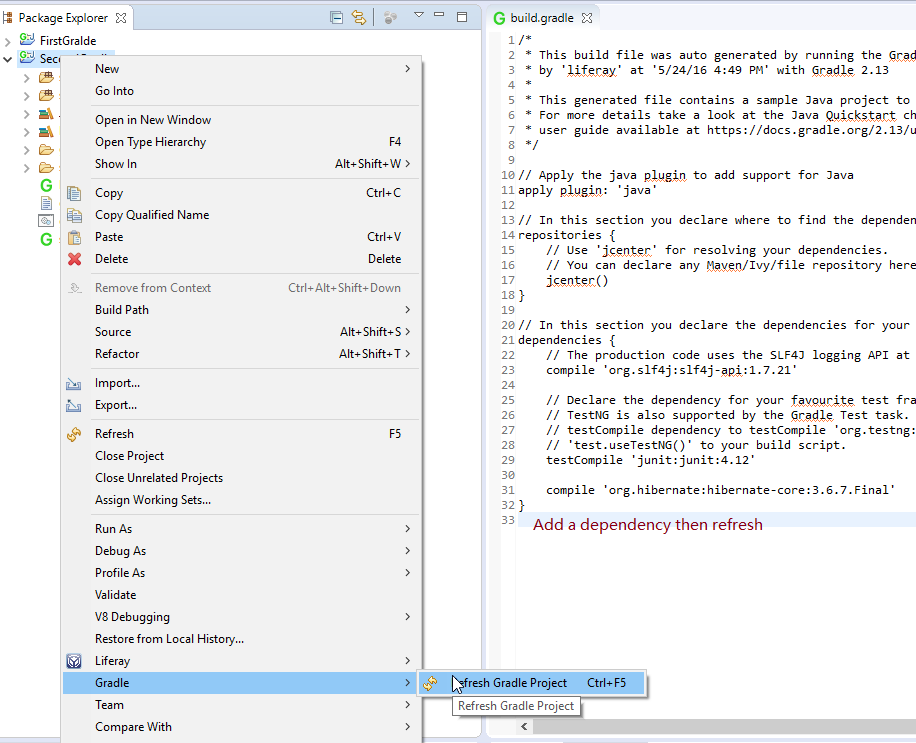 Package Explorer
FirstGralde
New
Go Into
Open in New Window
Open Type Hierarchy F4
Show In Alt+Shift+W
Copy Ctrl+C
Copy Qualified Name
Paste Ctrl+V
Delete Delete
Remove from Context Ctrl+Alt+Shift+Down
Build Path
Source Alt+Shift+S
Refactor Alt+Shift+T
Import...
Export...
Refresh F5
Close Project
Close Unrelated Projects
Assign Working Sets...
Run As
Debug As
Profile As
Validate
V8 Debugging
Restore from Local History...
Liferay
Gradle
Team
Compare With
Refresh Gradle Project Ctrl+F5
Refresh Gradle Project
build.gradle
1 /*
2 * This build file was auto generated by running the Grad
3 * by 'liferay' at '5/24/16 4:49 PM' with Gradle 2.13
4 *
5 * This generated file contains a sample Java project to
6 * For more details take a look at the Java Quickstart ch
7 * user guide available at https://docs.gradle.org/2.13/u
8 */
9
10 // Apply the java plugin to add support for Java
11 apply plugin: 'java'
12
13 // In this section you declare where to find the dependen
14 repositories {
15 // Use 'jcenter' for resolving your dependencies.
16 // You can declare any Maven/Ivy/file repository here
17 jcenter()
18 }
19
20 // In this section you declare the dependencies for your
21 dependencies {
22 // The production code uses the SLF4J logging API at
23 compile 'org.slf4j:slf4j-api:1.7.21'
24
25 // Declare the dependency for your favourite test fra
26 // TestNG is also supported by the Gradle Test task.
27 // testCompile dependency to testCompile 'org.testng:
28 // 'test.useTestNG()' to your build script.
29 testCompile 'junit:junit:4.12'
30
31 compile 'org.hibernate:hibernate-core:3.6.7.Final'
32 }
33
Add a dependency then refresh